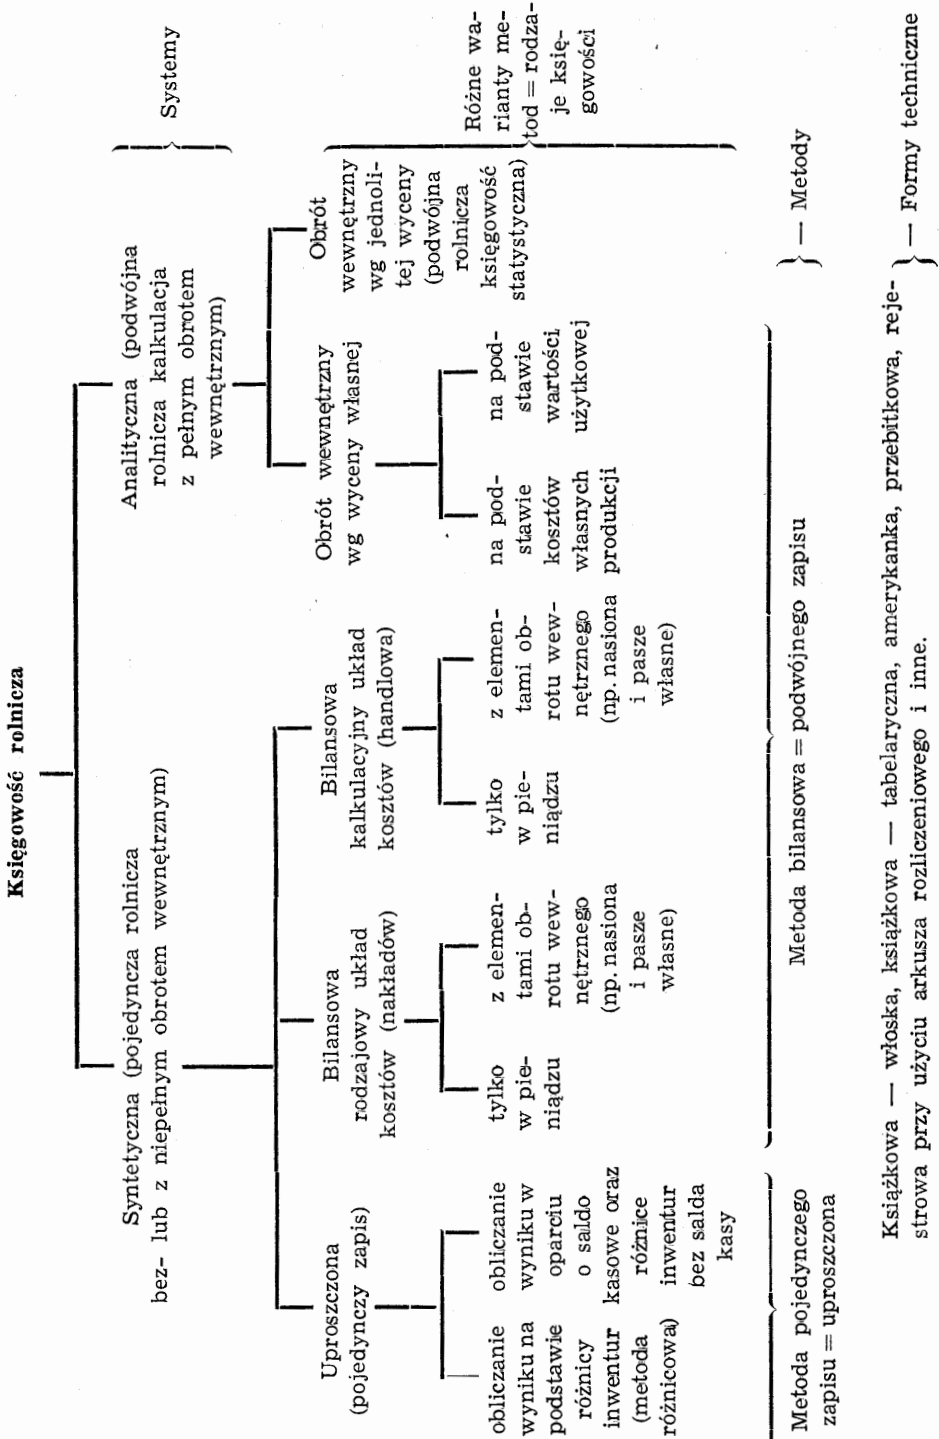 Księgowość rolnicza
Syntetyczna (pojedyncza rolnicza
bez- lub z niepełnym obrotem wewnętrznym)
Analityczna (podwójna
rolnicza kalkulacja
z pełnym obrotem
wewnętrznym)
Systemy
Uproszczona
(pojedynczy zapis)
Bilansowa
rodzajowy układ
kosztów (nakładów)
Bilansowa
kalkulacyjny układ
kosztów (handlowa)
Obrót wewnętrzny
wg wyceny własnej
Obrót
wewnętrzny
wg jednoli-
tej wyceny
(podwójna
rolnicza
księgowość
statystyczna)
Różne wa-
rianty me-
tod = rodza-
je księ-
gowości
obliczanie
wyniku na
podstawie
różnicy
inwentur
(metoda
różnicowa)
obliczanie
wyniku w
oparciu
o saldo
kasowe oraz
różnice
inwentur
bez salda
kasy
tylko
w pie-
niądzu
z elemen-
tami ob-
rotu wew-
nętrznego
(np. nasiona
i pasze
własne)
tylko
w pie-
niądzu
z elemen-
tami ob-
rotu wew-
nętrznego
(np. nasiona
i pasze
własne)
na pod-
stawie
kosztów
własnych
produkcji
na pod-
stawie
wartości
użytkowej
Metoda pojedynczego
zapisu = uproszczona
Metoda bilansowa = podwójnego zapisu
— Metody
Książkowa — włoska, książkowa — tabelaryczna, amerykanka, przebitkowa, reje-
strowa przy użyciu arkusza rozliczeniowego i inne.
— Formy techniczne